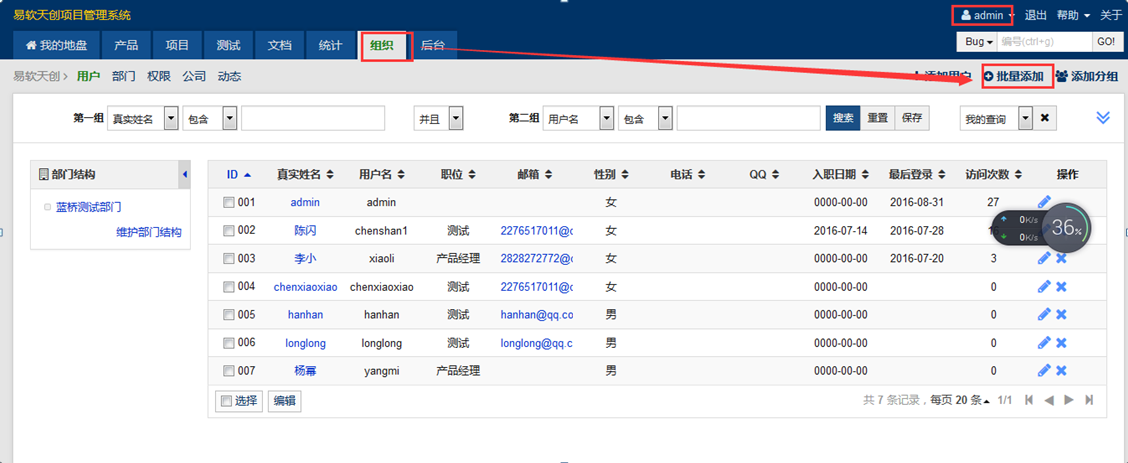 易软天创项目管理系统
admin 退出 帮助 关于
我的地盘 产品 项目 测试 文档 统计 组织 后台
Bug 编号(ctrl+g) GO!
易软天创 用户 部门 权限 公司 动态
添加用户 批量添加 添加分组
第一组 真实姓名 包含 并且 第二组 用户名 包含 搜索 重置 保存 我的查询
部门结构
蓝桥测试部门
维护部门结构
ID 真实姓名 用户名 职位 邮箱 性别 电话 QQ 入职日期 最后登录 访问次数 操作
001 admin admin 女 0000-00-00 2016-08-31 27
002 陈闪 chenshan1 测试 2276517011@c 女 2016-07-14 2016-07-28
003 李小 xiaoli 产品经理 2828272772@c 女 0000-00-00 2016-07-20 3
004 chenxiaoxiao chenxiaoxiao 测试 2276517011@c 女 0000-00-00 0
005 hanhan hanhan 测试 hanhan@qq.co 男 0000-00-00 0
006 longlong longlong 测试 longlong@qq.c 男 0000-00-00 0
007 杨幂 yangmi 产品经理 男 0000-00-00 0
0K/s
0K/s
36%
选择 编辑
共 7 条记录，每页 20 条 1/1